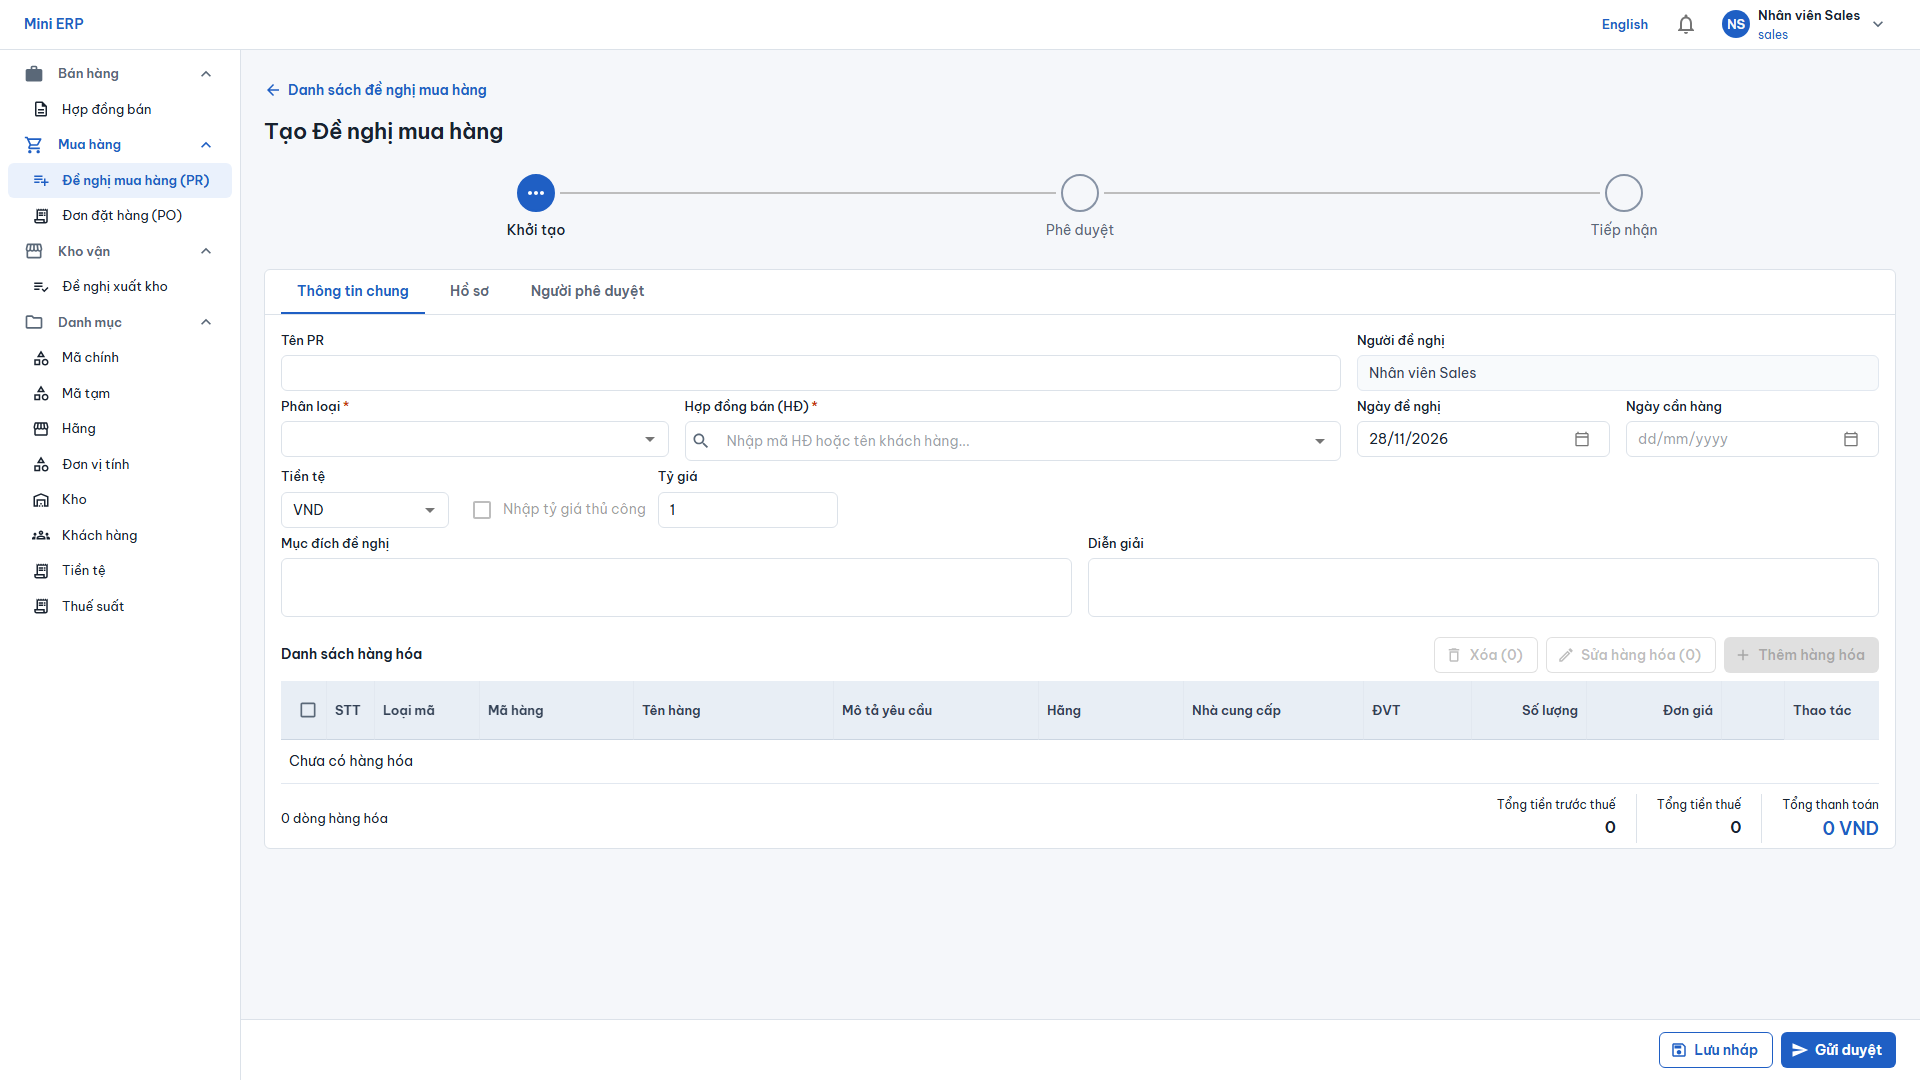 Mini ERP
English
NS
Nhân viên Sales
sales
Bán hàng
Hợp đồng bán
Mua hàng
Đề nghị mua hàng (PR)
Đơn đặt hàng (PO)
Kho vận
Đề nghị xuất kho
Danh mục
Mã chính
Mã tạm
Hãng
Đơn vị tính
Kho
Khách hàng
Tiền tệ
Thuế suất
Danh sách đề nghị mua hàng
Tạo Đề nghị mua hàng
Khởi tạo
Phê duyệt
Tiếp nhận
Thông tin chung
Hồ sơ
Người phê duyệt
Tên PR
Người đề nghị
Nhân viên Sales
Phân loại *
Hợp đồng bán (HĐ) *
Nhập mã HĐ hoặc tên khách hàng...
Ngày đề nghị
28/11/2026
Ngày cần hàng
dd/mm/yyyy
Tiền tệ
VND
Nhập tỷ giá thủ công
Tỷ giá
1
Mục đích đề nghị
Diễn giải
Danh sách hàng hóa
Xóa (0)
Sửa hàng hóa (0)
Thêm hàng hóa
STT
Loại mã
Mã hàng
Tên hàng
Mô tả yêu cầu
Hãng
Nhà cung cấp
ĐVT
Số lượng
Đơn giá
Thao tác
Chưa có hàng hóa
0 dòng hàng hóa
Tổng tiền trước thuế
0
Tổng tiền thuế
0
Tổng thanh toán
0 VND
Lưu nháp
Gửi duyệt